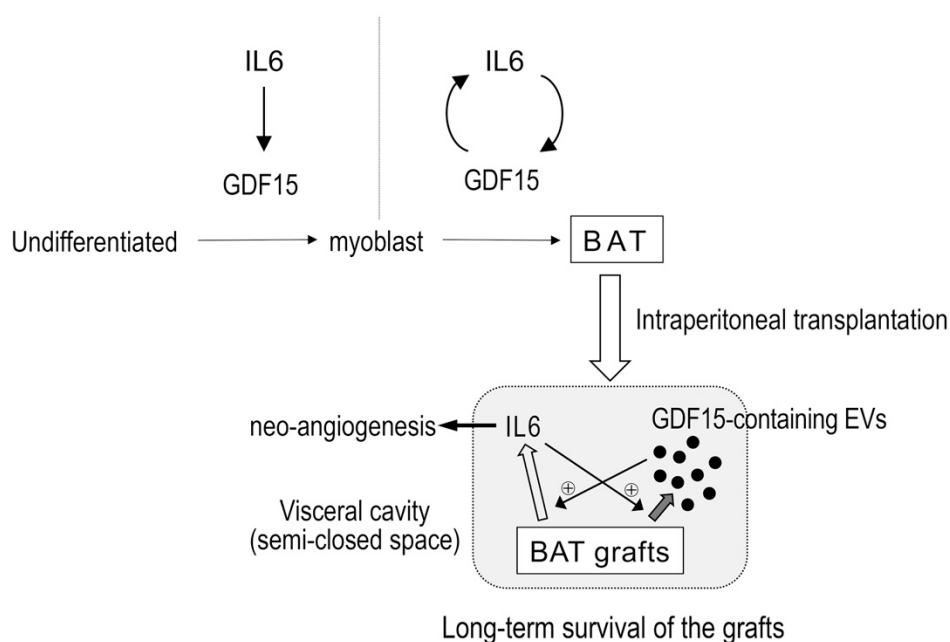 IL6
IL6
GDF15
GDF15
Undifferentiated
myoblast
BAT
Intraperitoneal transplantation
GDF15-containing EVs
neo-angiogenesis
IL6
⊕
⊕
Visceral cavity
(semi-closed space)
BAT grafts
Long-term survival of the grafts